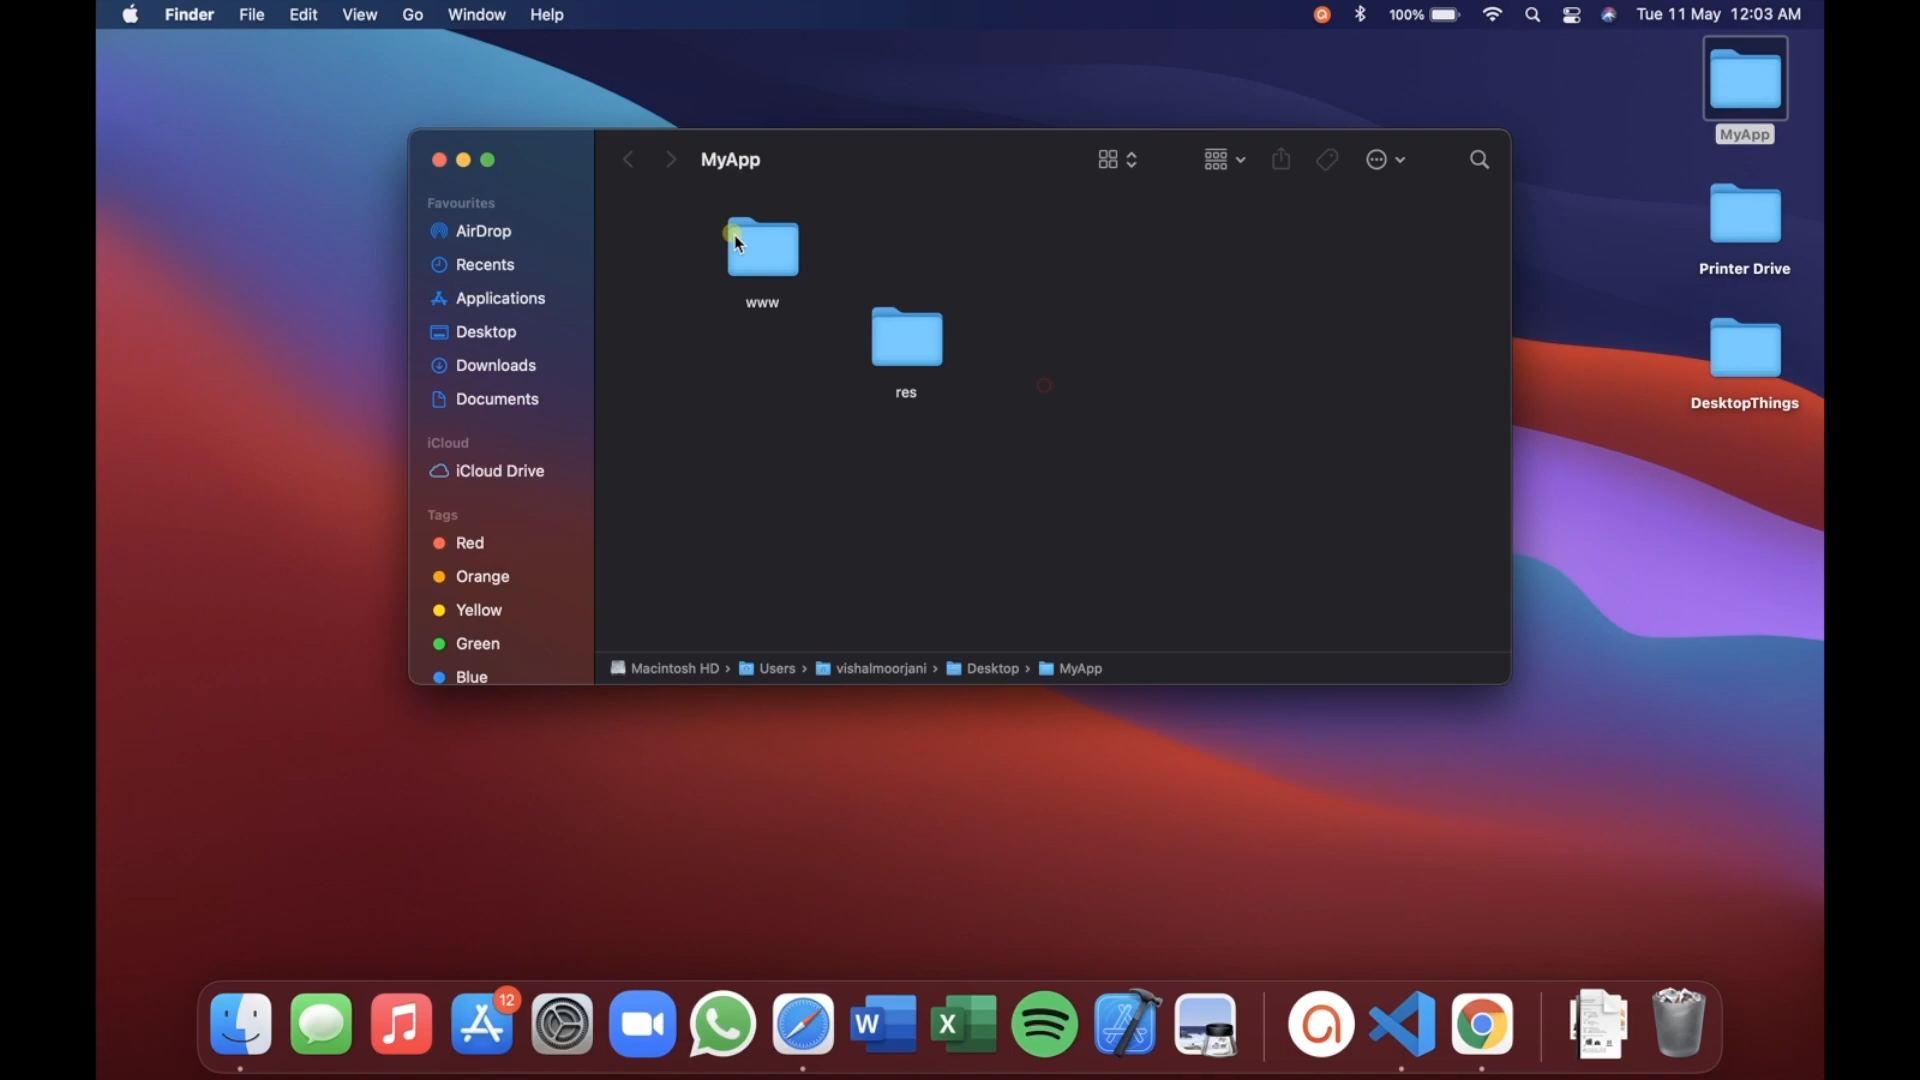 Finder File Edit View Go Window Help 100% Tue 11 May 12:03 AM
MyApp
Printer Drive
DesktopThings
MyApp
Favourites
AirDrop
Recents
Applications
Desktop
Downloads
Documents
iCloud
iCloud Drive
Tags
Red
Orange
Yellow
Green
Blue
www
res
Macintosh HD › Users › vishalmoorjani › Desktop › MyApp
12
W
X